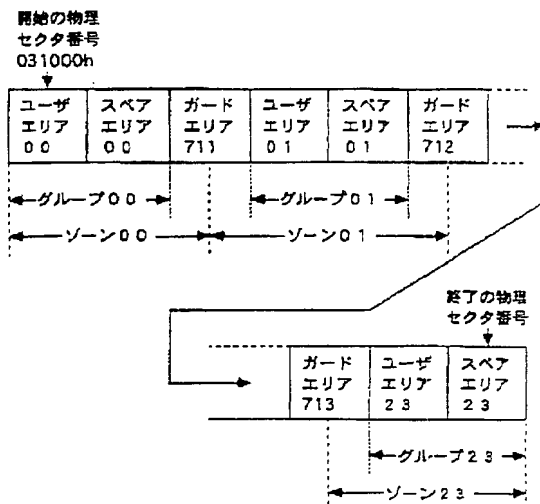 開始の物理
セクタ番号
031000h
ユーザ
エリア
00
スペア
エリア
00
ガード
エリア
711
ユーザ
エリア
01
スペア
エリア
01
ガード
エリア
712
グループ00
グループ01
ゾーン00
ゾーン01
終了の物理
セクタ番号
ガード
エリア
713
ユーザ
エリア
23
スペア
エリア
23
グループ23
ゾーン23